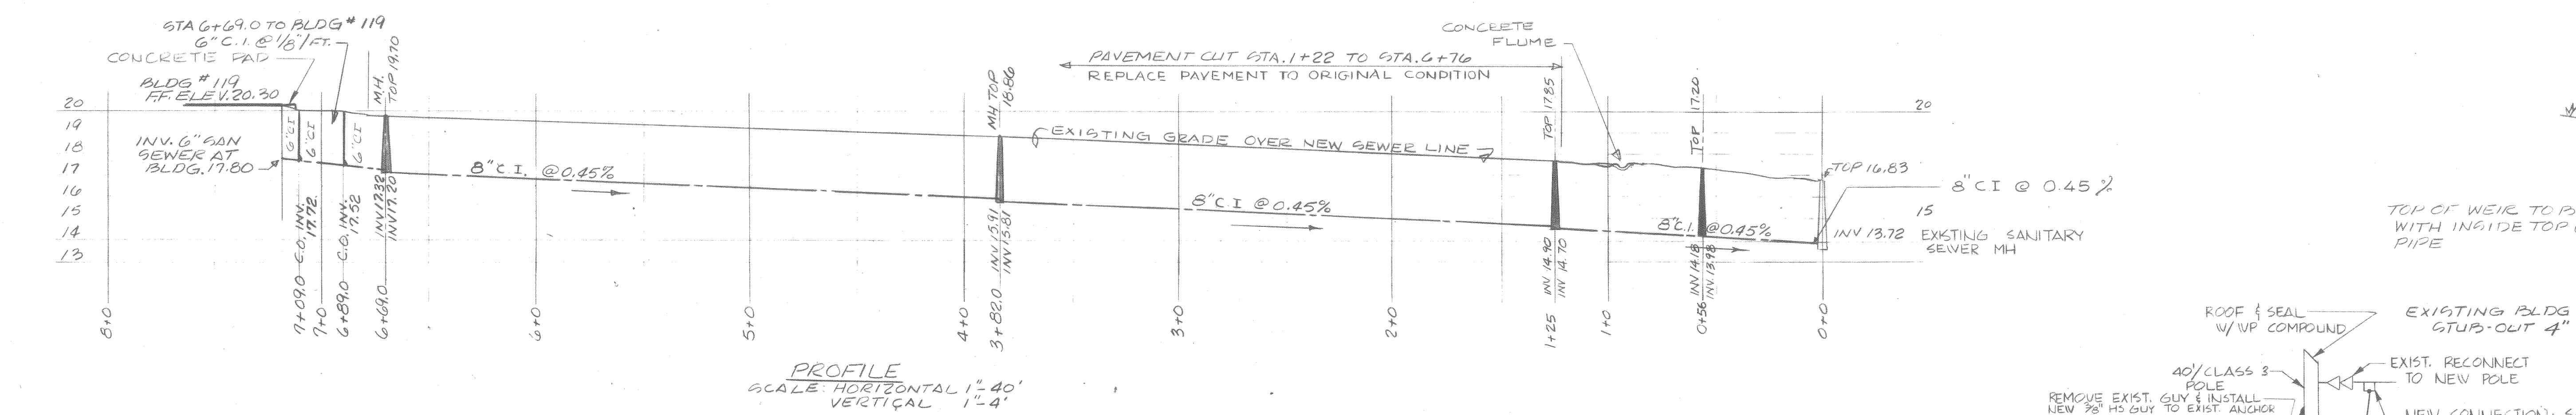 STA 6+69.0 TO BLDG # 119
6" C.I. @ 1/8"/FT.
CONCRETE PAD
BLDG # 119
F.F. ELEV. 20.30
M.H.
TOP 19.70
MH TOP
18.86
PAVEMENT CUT STA. 1+22 TO STA. 6+76
REPLACE PAVEMENT TO ORIGINAL CONDITION
CONCRETE
FLUME
TOP 17.85
TOP 17.20
20
19
18
17
16
15
14
13
INV. 6" SAN
SEWER AT
BLDG. 17.80
6" CI
6" CI
6" CI
8" C.I. @ 0.45%
EXISTING GRADE OVER NEW SEWER LINE
8" C.I @ 0.45%
8" C.I. @ 0.45%
20
TOP 16.83
8" C I @ 0.45 %
15
INV 13.72 EXISTING SANITARY
SEWER MH
8+0
7+09.0 C.O. INV.
17.72
7+0
6+89.0 C.O. INV.
17.52
6+69.0
INV 17.32
INV 17.20
6+0
5+0
4+0
3+82.0 INV 15.91
INV 15.81
3+0
2+0
1+25
INV 14.90
INV 14.70
1+0
0+56
INV 14.18
INV. 13.98
0+0
PROFILE
SCALE: HORIZONTAL 1"-40'
VERTICAL 1"-4'
TOP OF WEIR TO B
WITH INSIDE TOP
PIPE
ROOF & SEAL
W/ WP COMPOUND
EXISTING BLDG
STUB-OUT 4"
40'/CLASS 3
POLE
EXIST. RECONNECT
TO NEW POLE
REMOVE EXIST. GUY & INSTALL
NEW 3/8" HS GUY TO EXIST. ANCHOR
NEW CONNECTION: